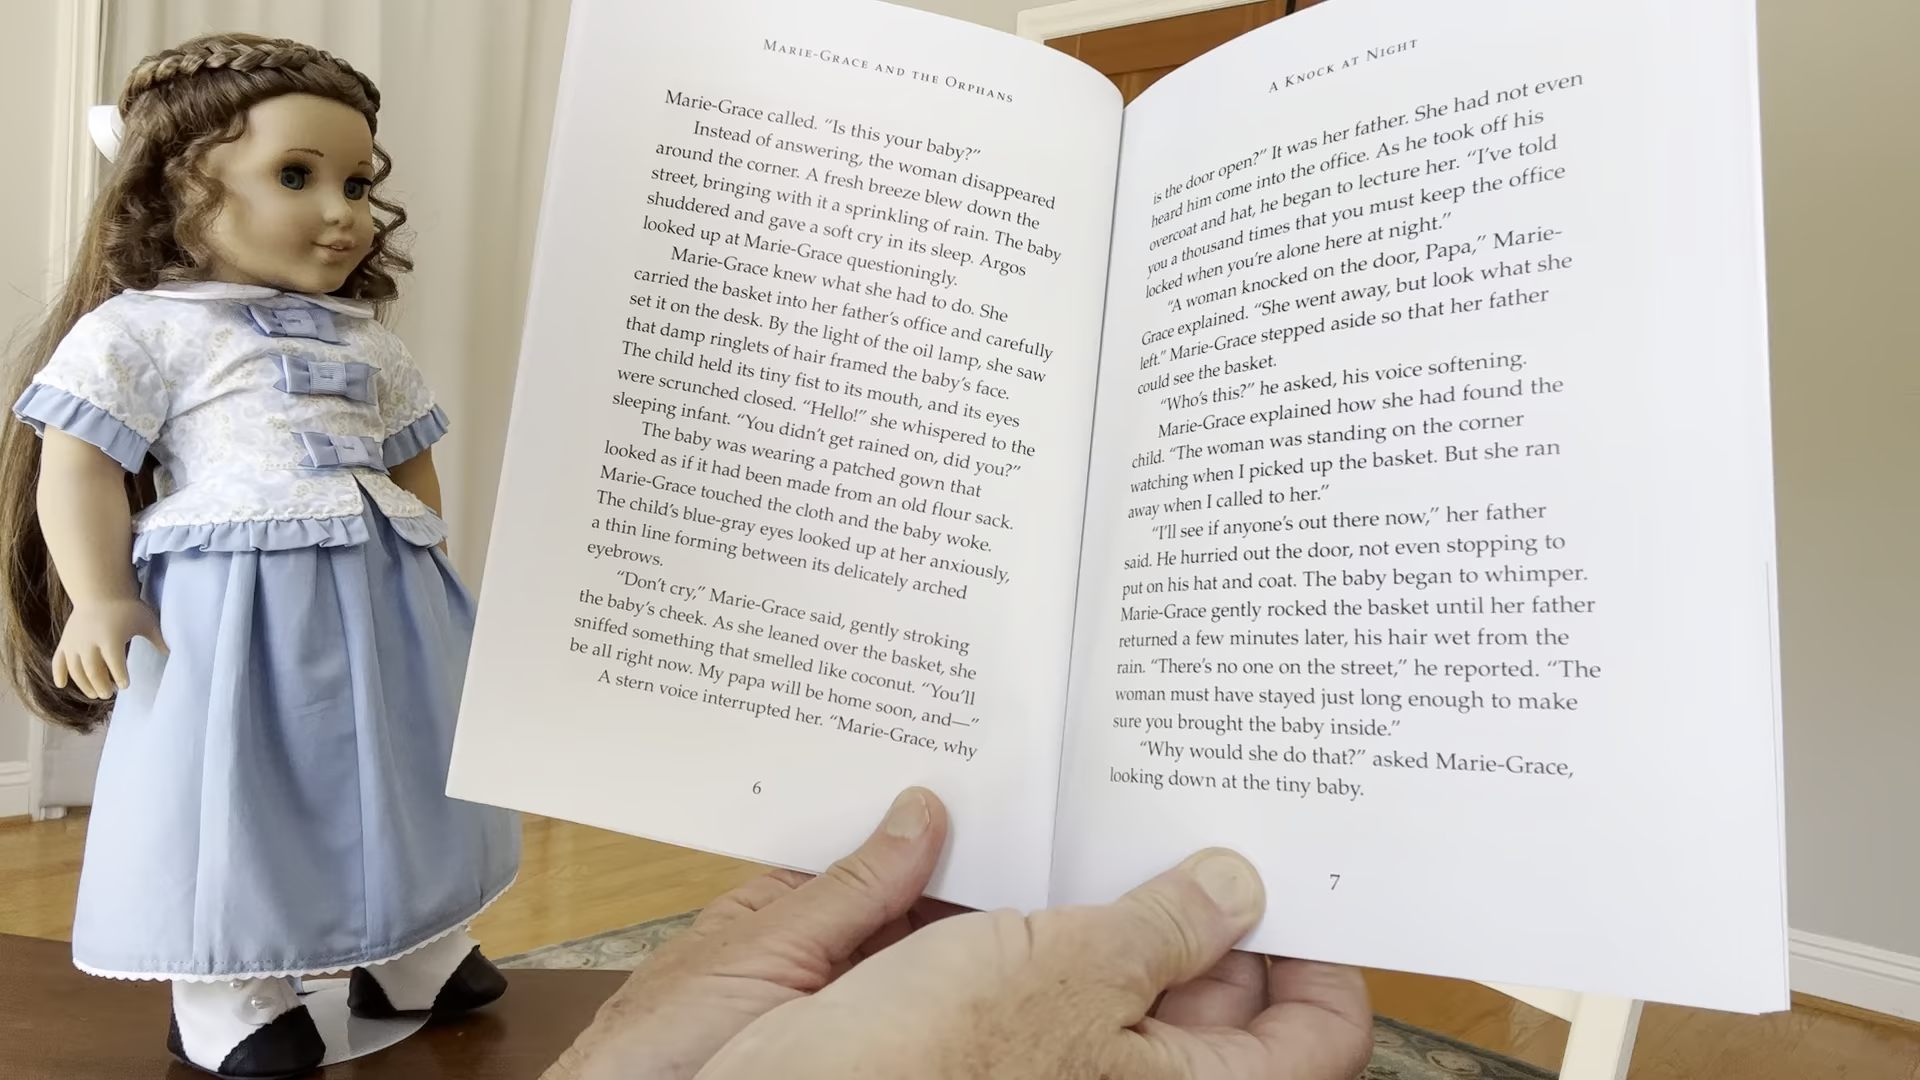 MARIE-GRACE AND THE ORPHANS
Marie-Grace called. “Is this your baby?”
Instead of answering, the woman disappeared
around the corner. A fresh breeze blew down the
street, bringing with it a sprinkling of rain. The baby
shuddered and gave a soft cry in its sleep. Argos
looked up at Marie-Grace questioningly.
Marie-Grace knew what she had to do. She
carried the basket into her father’s office and carefully
set it on the desk. By the light of the oil lamp, she saw
that damp ringlets of hair framed the baby’s face.
The child held its tiny fist to its mouth, and its eyes
were scrunched closed. “Hello!” she whispered to the
sleeping infant. “You didn’t get rained on, did you?”
The baby was wearing a patched gown that
looked as if it had been made from an old flour sack.
Marie-Grace touched the cloth and the baby woke.
The child’s blue-gray eyes looked up at her anxiously,
a thin line forming between its delicately arched
eyebrows.
“Don’t cry,” Marie-Grace said, gently stroking
the baby’s cheek. As she leaned over the basket, she
sniffed something that smelled like coconut. “You’ll
be all right now. My papa will be home soon, and—”
A stern voice interrupted her. “Marie-Grace, why
6
A KNOCK AT NIGHT
is the door open?” It was her father. She had not even
heard him come into the office. As he took off his
overcoat and hat, he began to lecture her. “I’ve told
you a thousand times that you must keep the office
locked when you’re alone here at night.”
“A woman knocked on the door, Papa,” Marie-
Grace explained. “She went away, but look what she
left.” Marie-Grace stepped aside so that her father
could see the basket.
“Who’s this?” he asked, his voice softening.
Marie-Grace explained how she had found the
child. “The woman was standing on the corner
watching when I picked up the basket. But she ran
away when I called to her.”
“I’ll see if anyone’s out there now,” her father
said. He hurried out the door, not even stopping to
put on his hat and coat. The baby began to whimper.
Marie-Grace gently rocked the basket until her father
returned a few minutes later, his hair wet from the
rain. “There’s no one on the street,” he reported. “The
woman must have stayed just long enough to make
sure you brought the baby inside.”
“Why would she do that?” asked Marie-Grace,
looking down at the tiny baby.
7